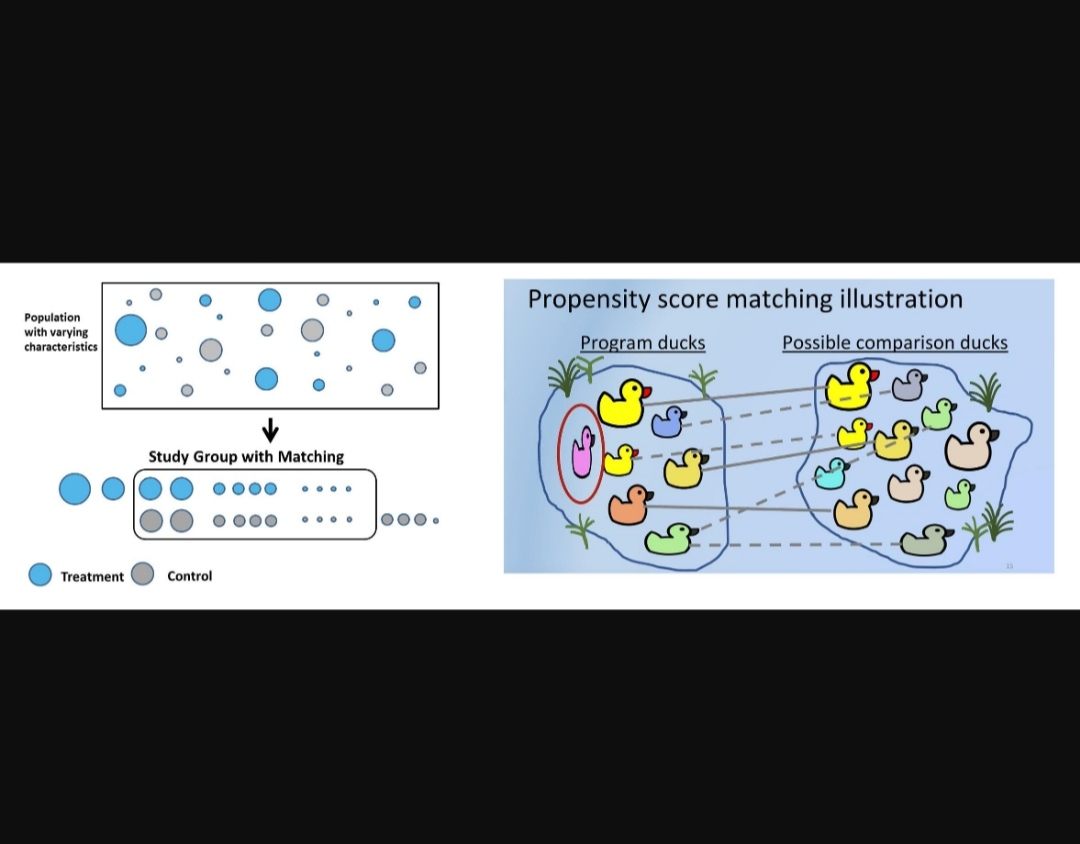 Population
with varying
characteristics
Study Group with Matching
Treatment
Control
Propensity score matching illustration
Program ducks
Possible comparison ducks